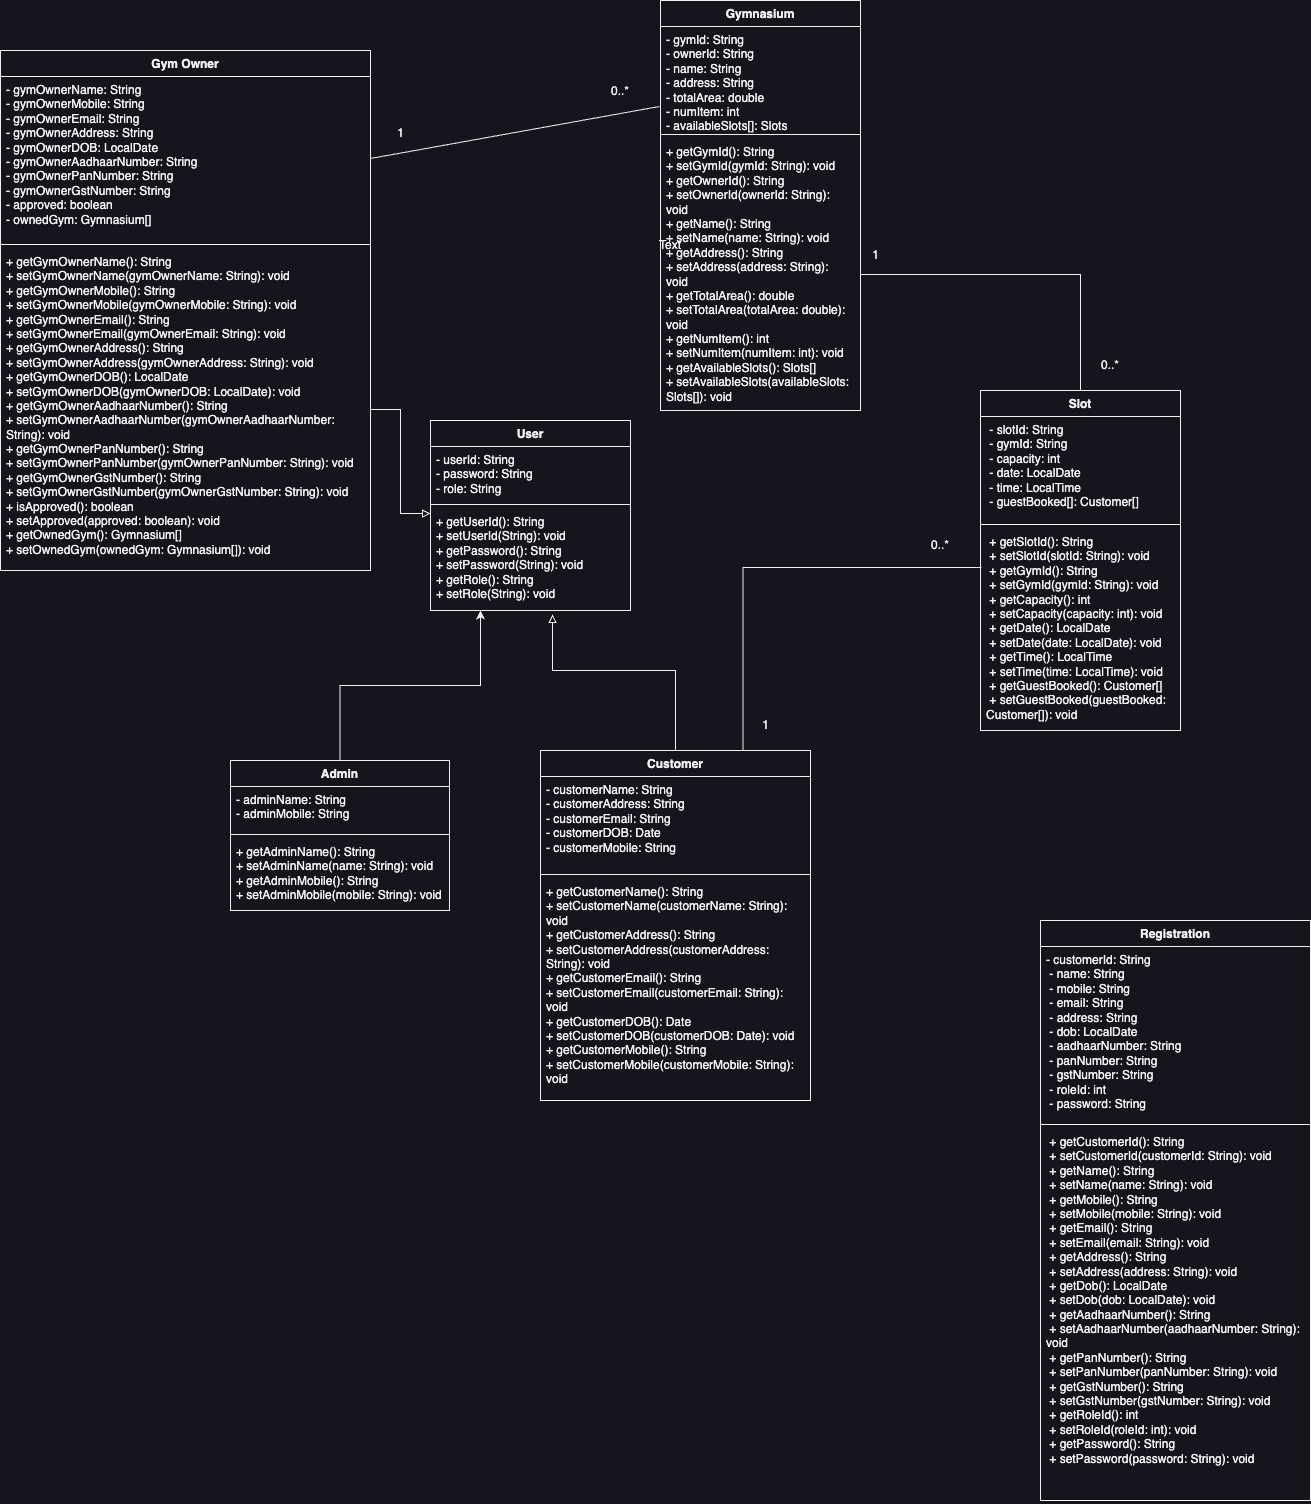 Gymnasium
- gymId: String
- ownerId: String
- name: String
- address: String
- totalArea: double
- numItem: int
- availableSlots[]: Slots
+ getGymId(): String
+ setGymId(gymId: String): void
+ getOwnerId(): String
+ setOwnerId(ownerId: String):
void
+ getName(): String
+ setName(name: String): void
Text
+ getAddress(): String
+ setAddress(address: String):
void
+ getTotalArea(): double
+ setTotalArea(totalArea: double):
void
+ getNumItem(): int
+ setNumItem(numItem: int): void
+ getAvailableSlots(): Slots[]
+ setAvailableSlots(availableSlots:
Slots[]): void
Gym Owner
- gymOwnerName: String
- gymOwnerMobile: String
- gymOwnerEmail: String
- gymOwnerAddress: String
- gymOwnerDOB: LocalDate
- gymOwnerAadhaarNumber: String
- gymOwnerPanNumber: String
- gymOwnerGstNumber: String
- approved: boolean
- ownedGym: Gymnasium[]
+ getGymOwnerName(): String
+ setGymOwnerName(gymOwnerName: String): void
+ getGymOwnerMobile(): String
+ setGymOwnerMobile(gymOwnerMobile: String): void
+ getGymOwnerEmail(): String
+ setGymOwnerEmail(gymOwnerEmail: String): void
+ getGymOwnerAddress(): String
+ setGymOwnerAddress(gymOwnerAddress: String): void
+ getGymOwnerDOB(): LocalDate
+ setGymOwnerDOB(gymOwnerDOB: LocalDate): void
+ getGymOwnerAadhaarNumber(): String
+ setGymOwnerAadhaarNumber(gymOwnerAadhaarNumber:
String): void
+ getGymOwnerPanNumber(): String
+ setGymOwnerPanNumber(gymOwnerPanNumber: String): void
+ getGymOwnerGstNumber(): String
+ setGymOwnerGstNumber(gymOwnerGstNumber: String): void
+ isApproved(): boolean
+ setApproved(approved: boolean): void
+ getOwnedGym(): Gymnasium[]
+ setOwnedGym(ownedGym: Gymnasium[]): void
0..*
1
1
0..*
Slot
- slotId: String
- gymId: String
- capacity: int
- date: LocalDate
- time: LocalTime
- guestBooked[]: Customer[]
+ getSlotId(): String
+ setSlotId(slotId: String): void
+ getGymId(): String
+ setGymId(gymId: String): void
+ getCapacity(): int
+ setCapacity(capacity: int): void
+ getDate(): LocalDate
+ setDate(date: LocalDate): void
+ getTime(): LocalTime
+ setTime(time: LocalTime): void
+ getGuestBooked(): Customer[]
+ setGuestBooked(guestBooked:
Customer[]): void
User
- userId: String
- password: String
- role: String
+ getUserId(): String
+ setUserId(String): void
+ getPassword(): String
+ setPassword(String): void
+ getRole(): String
+ setRole(String): void
0..*
1
Admin
- adminName: String
- adminMobile: String
+ getAdminName(): String
+ setAdminName(name: String): void
+ getAdminMobile(): String
+ setAdminMobile(mobile: String): void
Customer
- customerName: String
- customerAddress: String
- customerEmail: String
- customerDOB: Date
- customerMobile: String
+ getCustomerName(): String
+ setCustomerName(customerName: String):
void
+ getCustomerAddress(): String
+ setCustomerAddress(customerAddress:
String): void
+ getCustomerEmail(): String
+ setCustomerEmail(customerEmail: String):
void
+ getCustomerDOB(): Date
+ setCustomerDOB(customerDOB: Date): void
+ getCustomerMobile(): String
+ setCustomerMobile(customerMobile: String):
void
Registration
- customerId: String
- name: String
- mobile: String
- email: String
- address: String
- dob: LocalDate
- aadhaarNumber: String
- panNumber: String
- gstNumber: String
- roleId: int
- password: String
+ getCustomerId(): String
+ setCustomerId(customerId: String): void
+ getName(): String
+ setName(name: String): void
+ getMobile(): String
+ setMobile(mobile: String): void
+ getEmail(): String
+ setEmail(email: String): void
+ getAddress(): String
+ setAddress(address: String): void
+ getDob(): LocalDate
+ setDob(dob: LocalDate): void
+ getAadhaarNumber(): String
+ setAadhaarNumber(aadhaarNumber: String):
void
+ getPanNumber(): String
+ setPanNumber(panNumber: String): void
+ getGstNumber(): String
+ setGstNumber(gstNumber: String): void
+ getRoleId(): int
+ setRoleId(roleId: int): void
+ getPassword(): String
+ setPassword(password: String): void